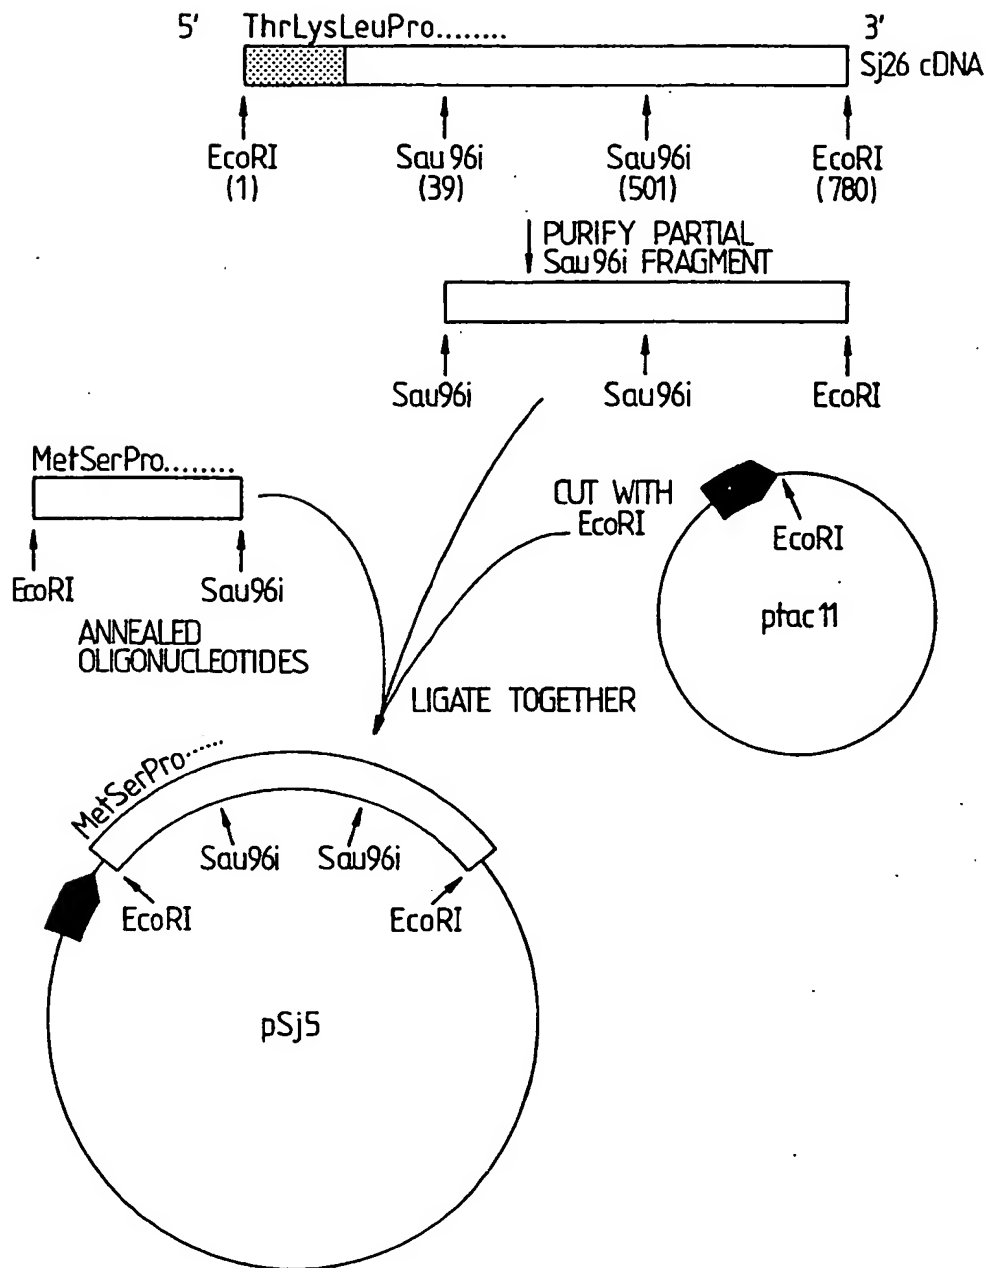 5' ThrLysLeuPro........ 3'
Sj26 cDNA
EcoRI Sau96i Sau96i EcoRI
(1) (39) (501) (780)
PURIFY PARTIAL
Sau96i FRAGMENT
Sau96i Sau96i EcoRI
MetSerPro........
EcoRI Sau96i
ANNEALED
OLIGONUCLEOTIDES
CUT WITH
EcoRI
EcoRI
ptac11
LIGATE TOGETHER
MetSerPro......
Sau96i Sau96i
EcoRI EcoRI
pSj5